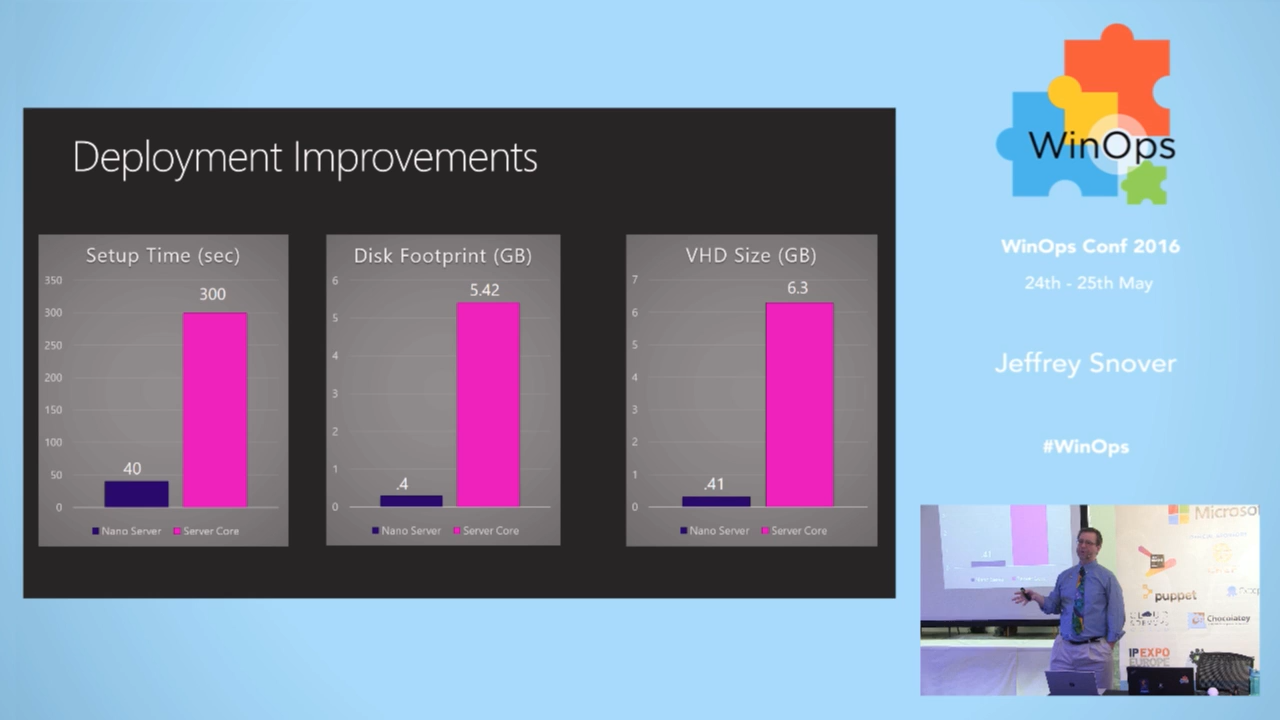 Deployment Improvements
Setup Time (sec)
350
300
250
200
150
100
50
0
40
300
Nano Server
Server Core
Disk Footprint (GB)
6
5
4
3
2
1
0
.4
5.42
Nano Server
Server Core
VHD Size (GB)
7
6
5
4
3
2
1
0
.41
6.3
Nano Server
Server Core
WinOps
WinOps Conf 2016
24th - 25th May
Jeffrey Snover
#WinOps
puppet
Chocolatey
IPEXPO
EUROPE